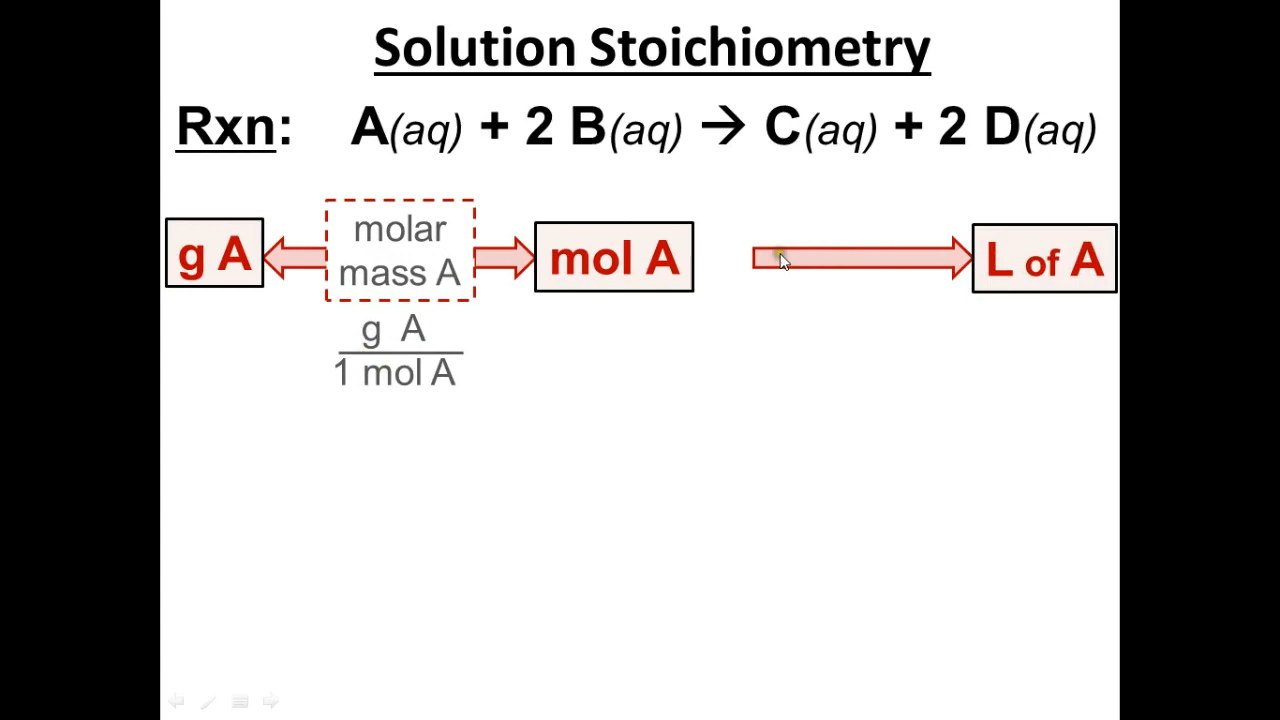 Solution Stoichiometry
Rxn: A(aq) + 2 B(aq) → C(aq) + 2 D(aq)
g A
molar
mass A
mol A
L of A
g A
1 mol A